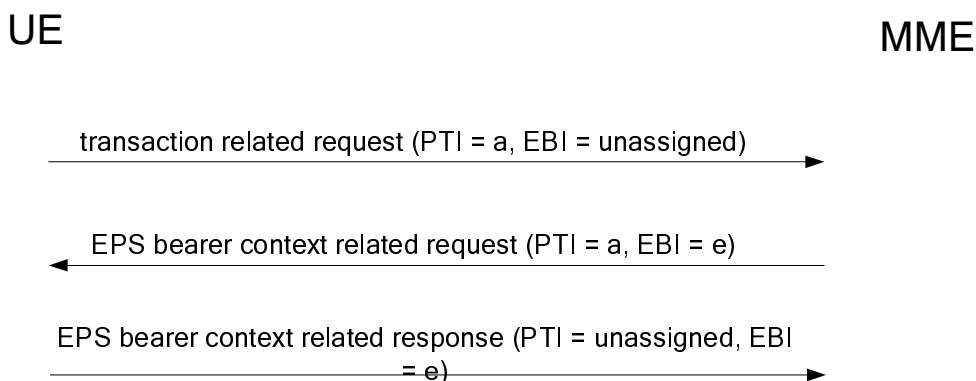 UE
MME
transaction related request (PTI = a, EBI = unassigned)
EPS bearer context related request (PTI = a, EBI = e)
EPS bearer context related response (PTI = unassigned, EBI
= e)